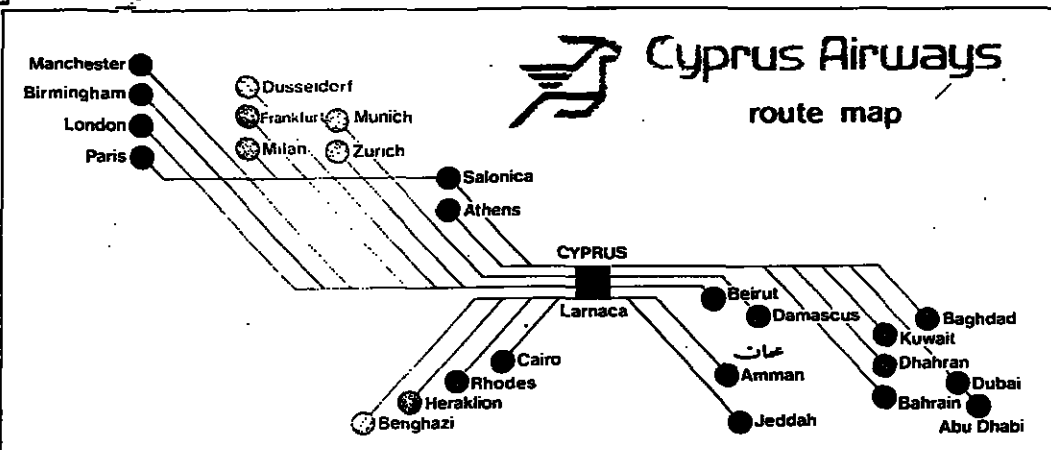 Cyprus Airways
route map
Manchester
Birmingham
London
Paris
Dusseldorf
Frankfurt
Munich
Milan
Zurich
Salonica
Athens
CYPRUS
Larnaca
Beirut
Damascus
Baghdad
Kuwait
Dhahran
Bahrain
Dubai
Abu Dhabi
عمان
Amman
Jeddah
Cairo
Rhodes
Heraklion
Benghazi